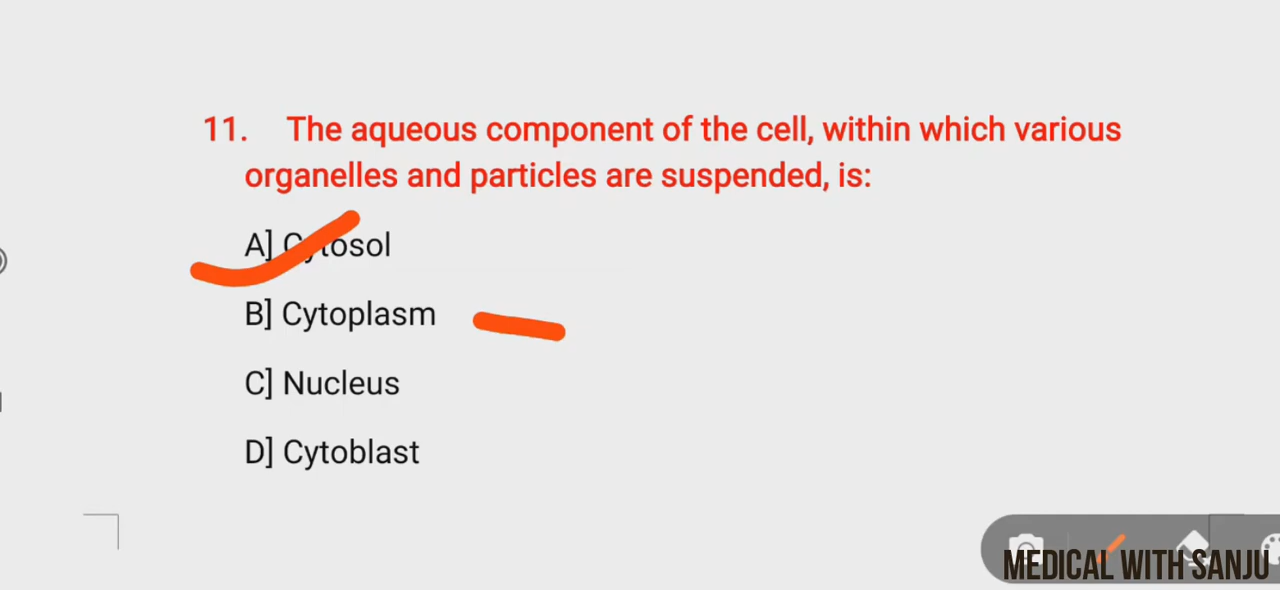 11. The aqueous component of the cell, within which various
organelles and particles are suspended, is:
A] Cytosol
B] Cytoplasm
C] Nucleus
D] Cytoblast
MEDICAL WITH SANJU